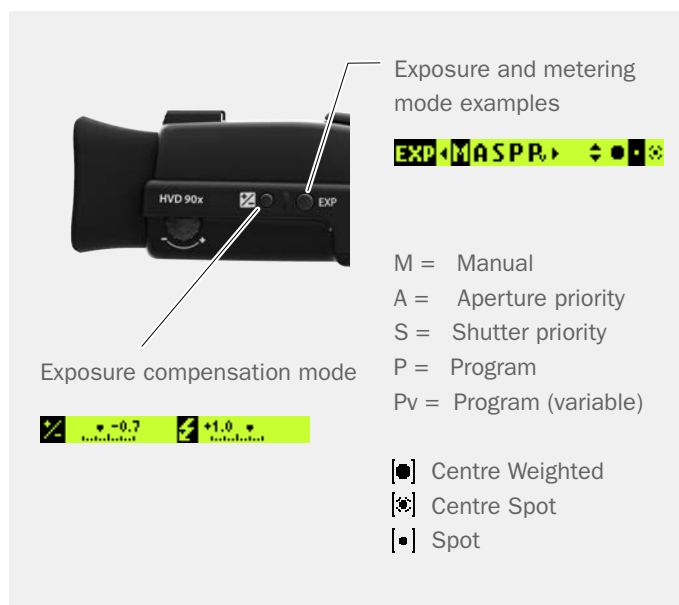 Exposure and metering
mode examples
EXP M A S P Pv
HVD 90x
EXP
- +
M = Manual
A = Aperture priority
S = Shutter priority
P = Program
Pv = Program (variable)
Exposure compensation mode
+/- -0.7 +1.0
Centre Weighted
Centre Spot
Spot